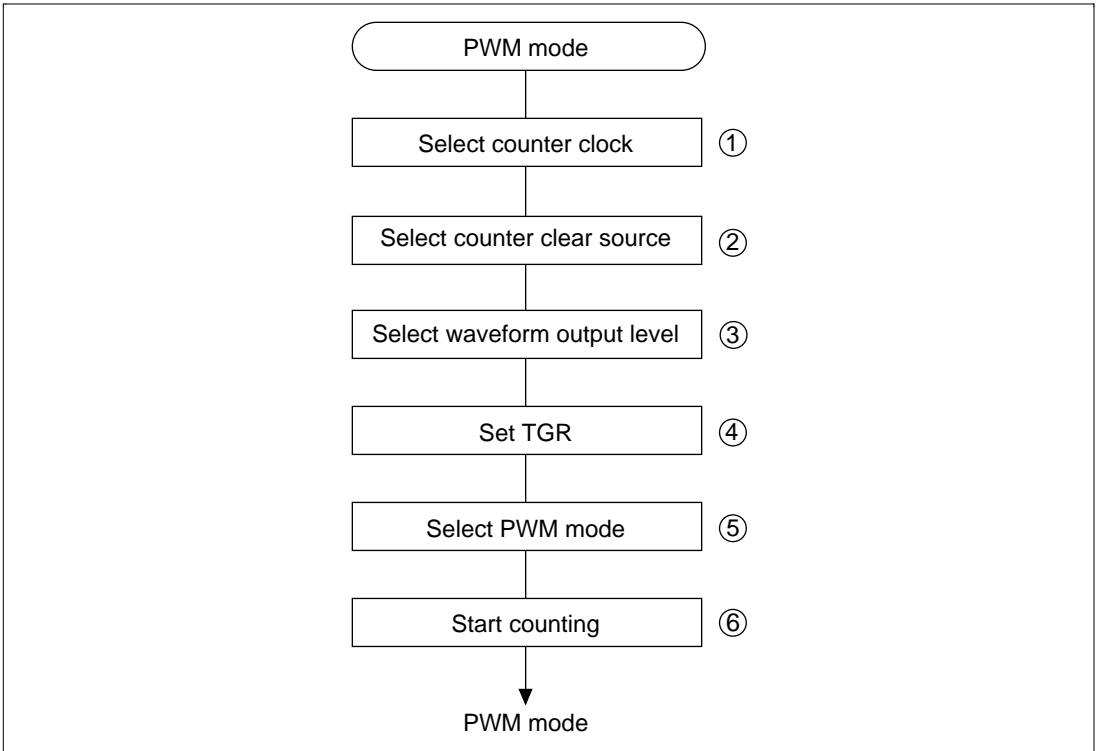 PWM mode
Select counter clock ①
Select counter clear source ②
Select waveform output level ③
Set TGR ④
Select PWM mode ⑤
Start counting ⑥
PWM mode